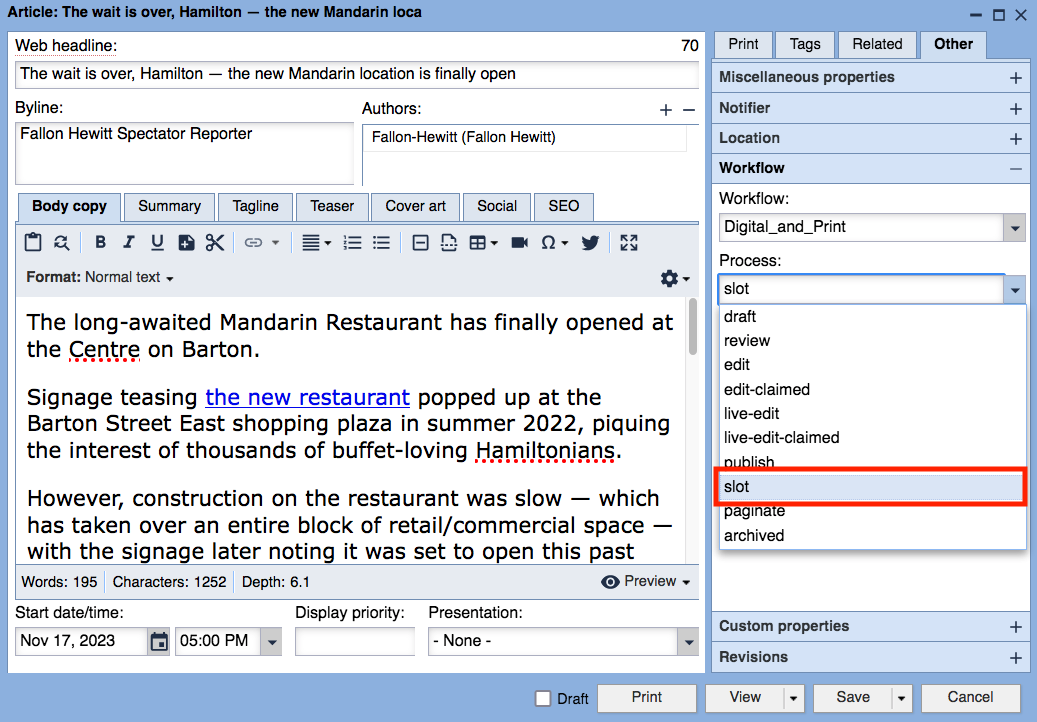 Article: The wait is over, Hamilton — the new Mandarin loca
Web headline: 70
The wait is over, Hamilton — the new Mandarin location is finally open
Byline: Authors:
Fallon Hewitt Spectator Reporter
Fallon-Hewitt (Fallon Hewitt)
Body copy Summary Tagline Teaser Cover art Social SEO
Format: Normal text
The long-awaited Mandarin Restaurant has finally opened at
the Centre on Barton.
Signage teasing the new restaurant popped up at the
Barton Street East shopping plaza in summer 2022, piquing
the interest of thousands of buffet-loving Hamiltonians.
However, construction on the restaurant was slow — which
has taken over an entire block of retail/commercial space —
with the signage later noting it was set to open this past
Words: 195 Characters: 1252 Depth: 6.1 Preview
Start date/time: Display priority: Presentation:
Nov 17, 2023 05:00 PM - None -
Print Tags Related Other
Miscellaneous properties
Notifier
Location
Workflow
Workflow:
Digital_and_Print
Process:
slot
draft
review
edit
edit-claimed
live-edit
live-edit-claimed
publish
slot
paginate
archived
Custom properties
Revisions
Draft Print View Save Cancel